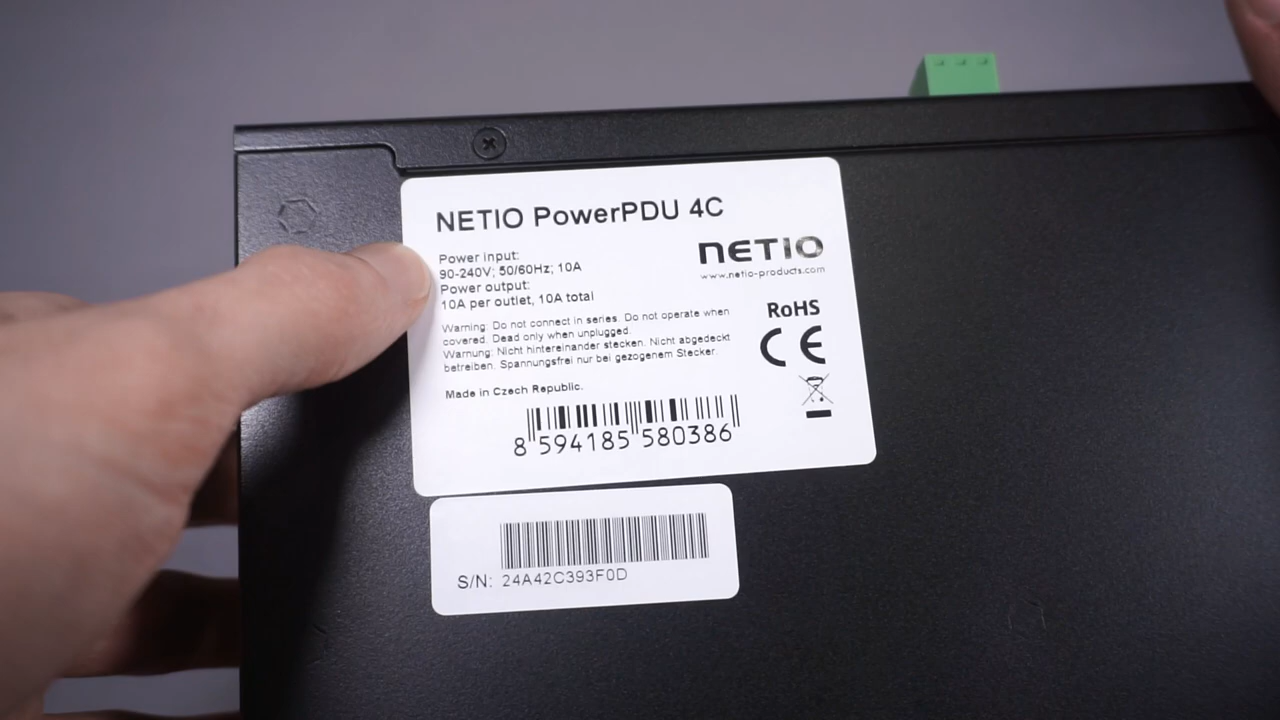 NETIO PowerPDU 4C
Power input:
90-240V; 50/60Hz; 10A
Power output:
10A per outlet, 10A total
NETIO
www.netio-products.com
Warning: Do not connect in series. Do not operate when
covered. Dead only when unplugged.
Warnung: Nicht hintereinander stecken. Nicht abgedeckt
betreiben. Spannungsfrei nur bei gezogenem Stecker.
RoHS
CE
Made in Czech Republic.
8 594185 580386
S/N: 24A42C393F0D